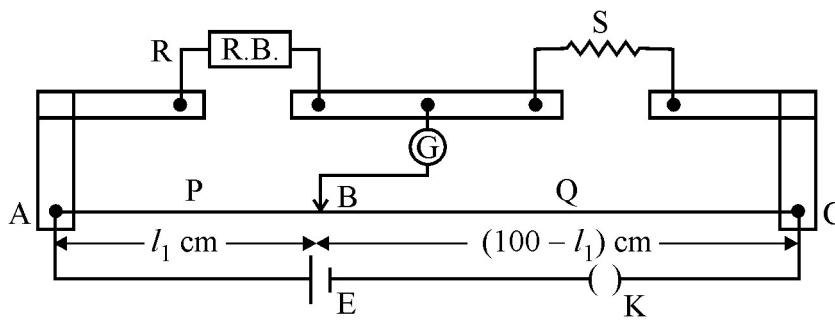 S
R R.B.
G
P B Q
A C
l₁ cm (100 – l₁) cm
E K